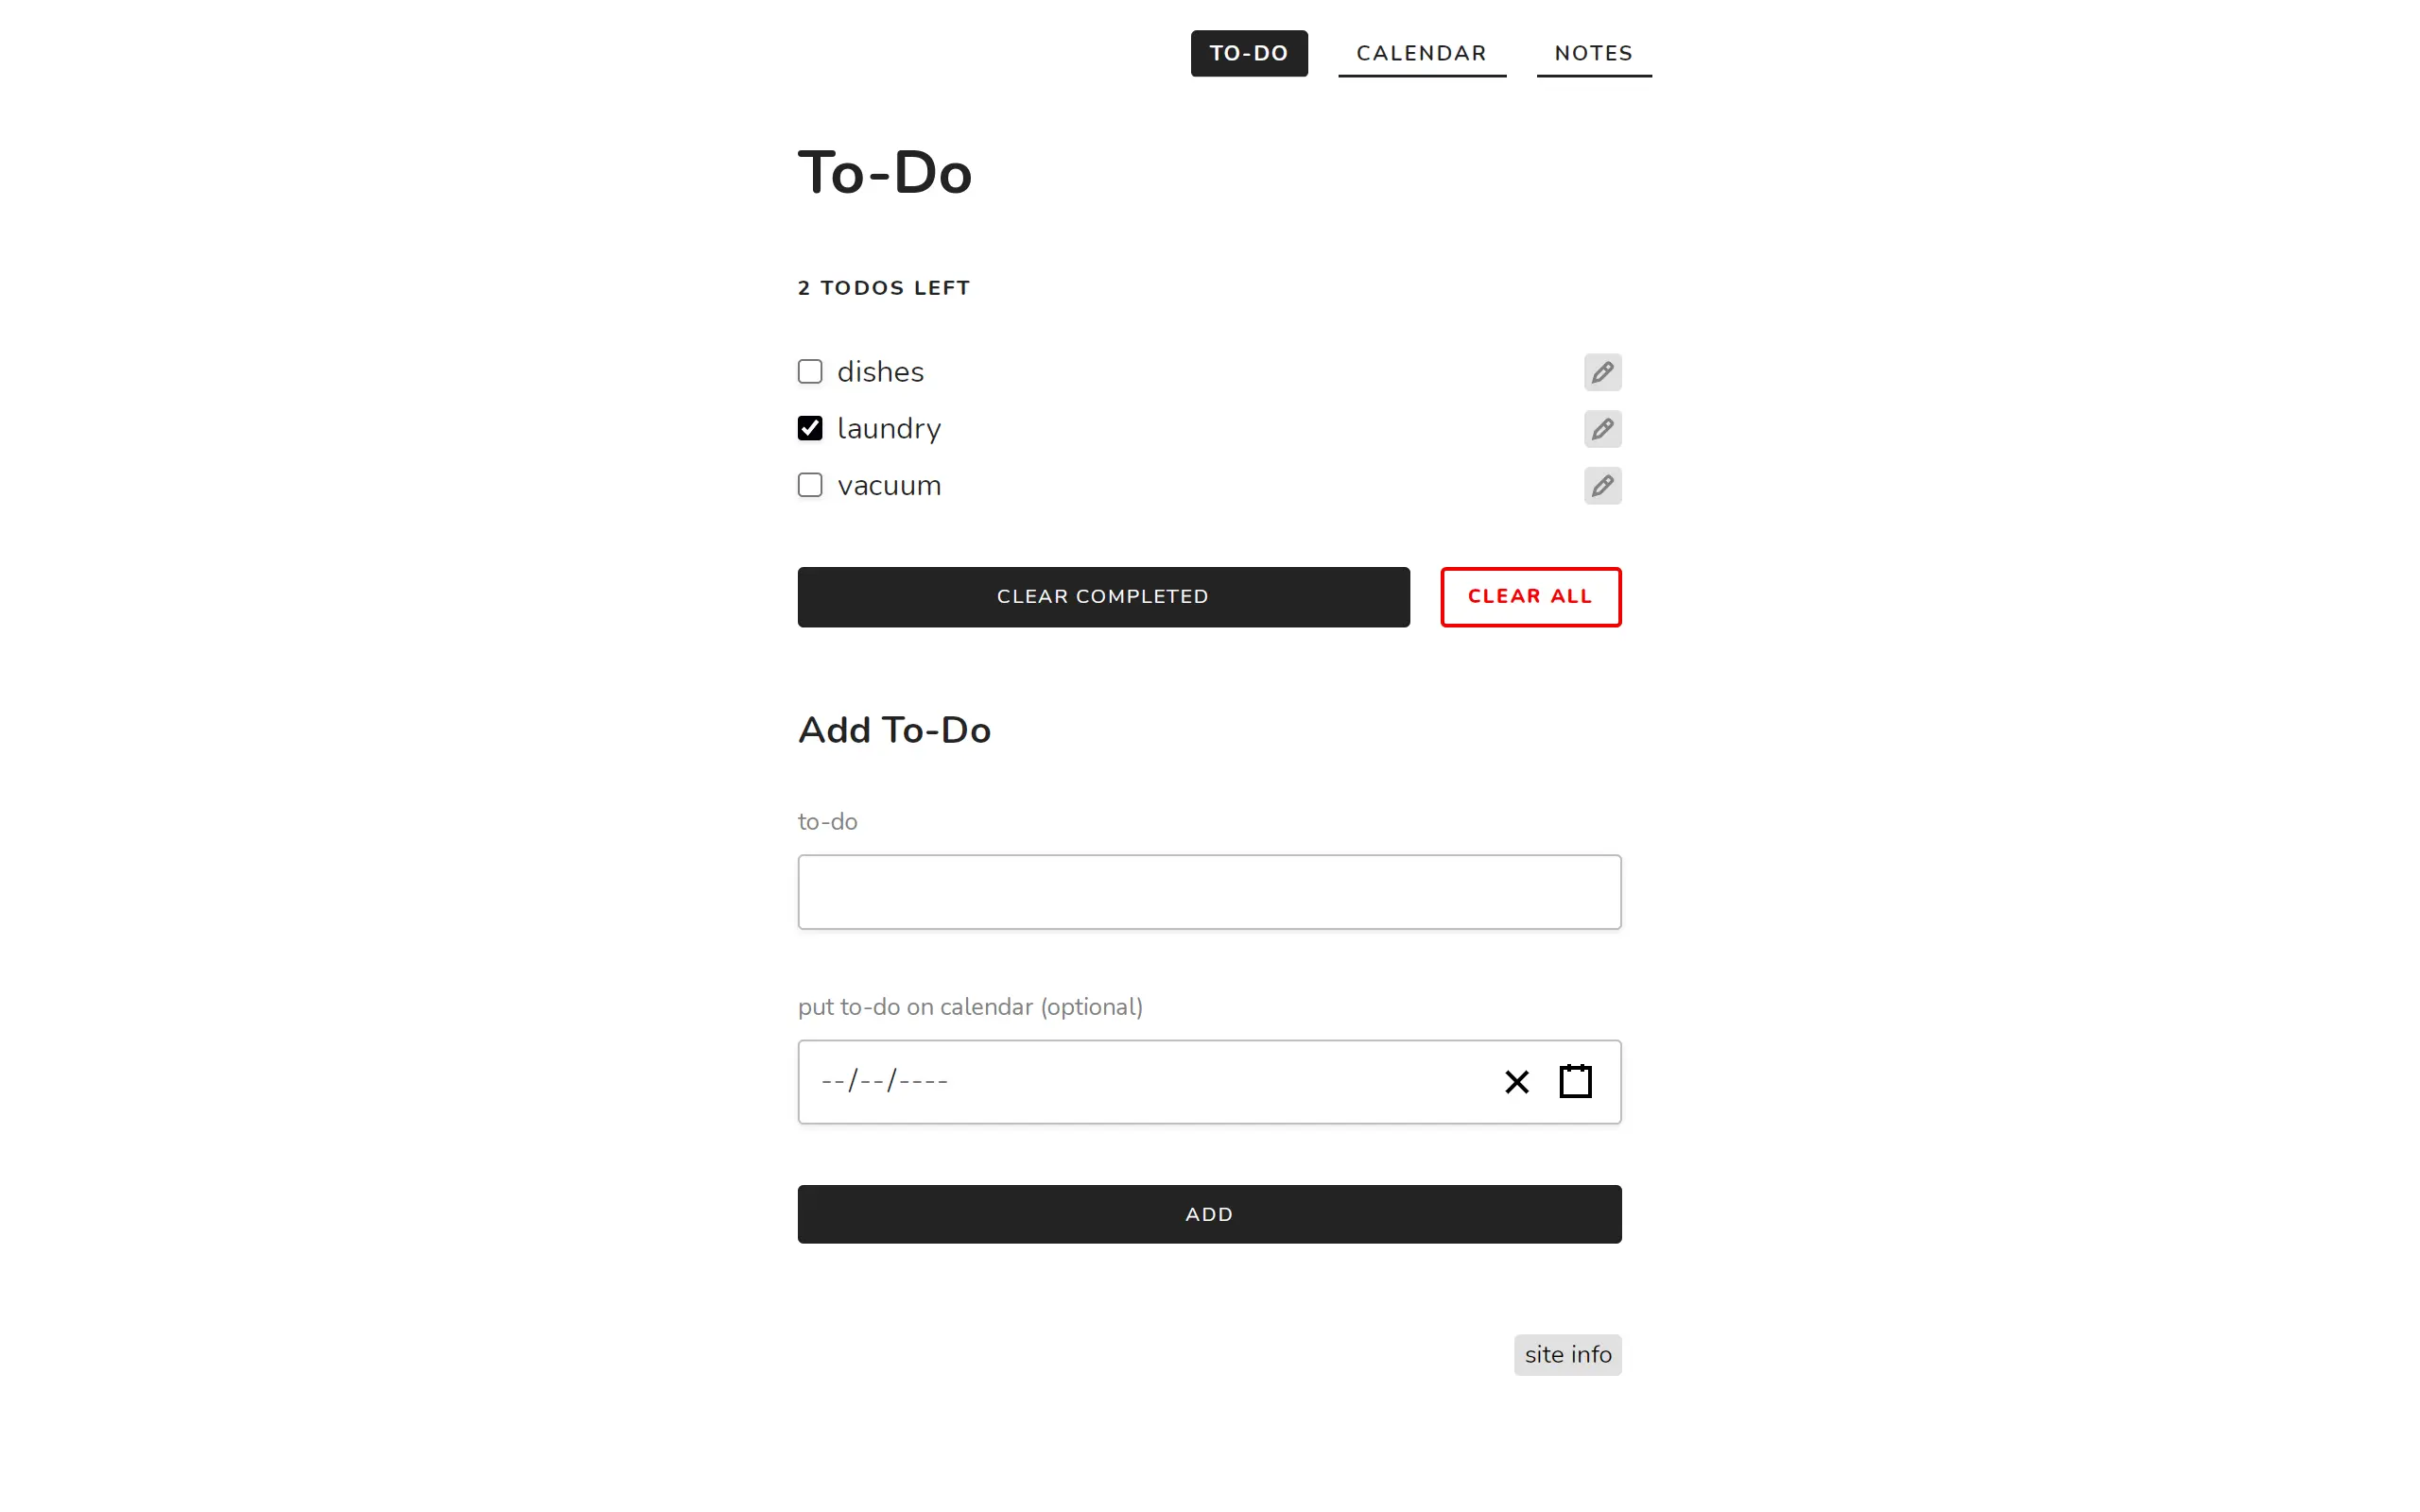 TO-DO CALENDAR NOTES
To-Do
2 TODOS LEFT
dishes
laundry
vacuum
CLEAR COMPLETED CLEAR ALL
Add To-Do
to-do
put to-do on calendar (optional)
--/--/----
ADD
site info